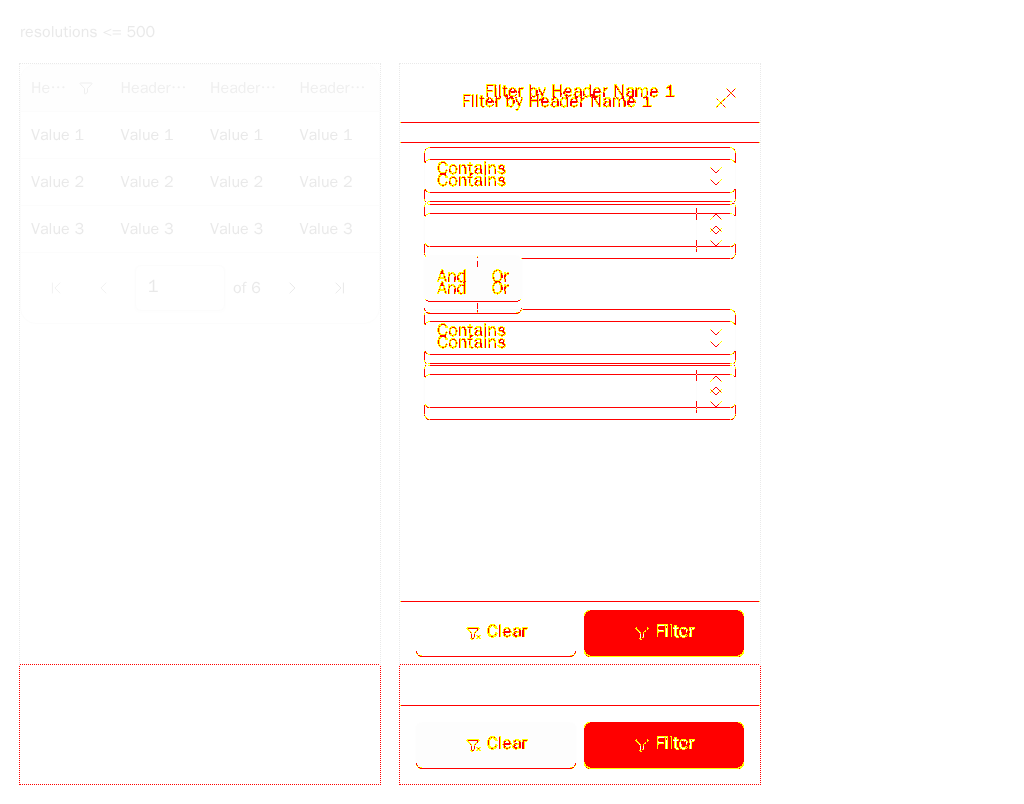 resolutions <= 500
He··· Header··· Header··· Header···
Value 1 Value 1 Value 1 Value 1
Value 2 Value 2 Value 2 Value 2
Value 3 Value 3 Value 3 Value 3
1 of 6
Filter by Header Name 1
Filter by Header Name 1
Contains
Contains
And Or
And Or
Contains
Contains
Clear Filter
Clear Filter